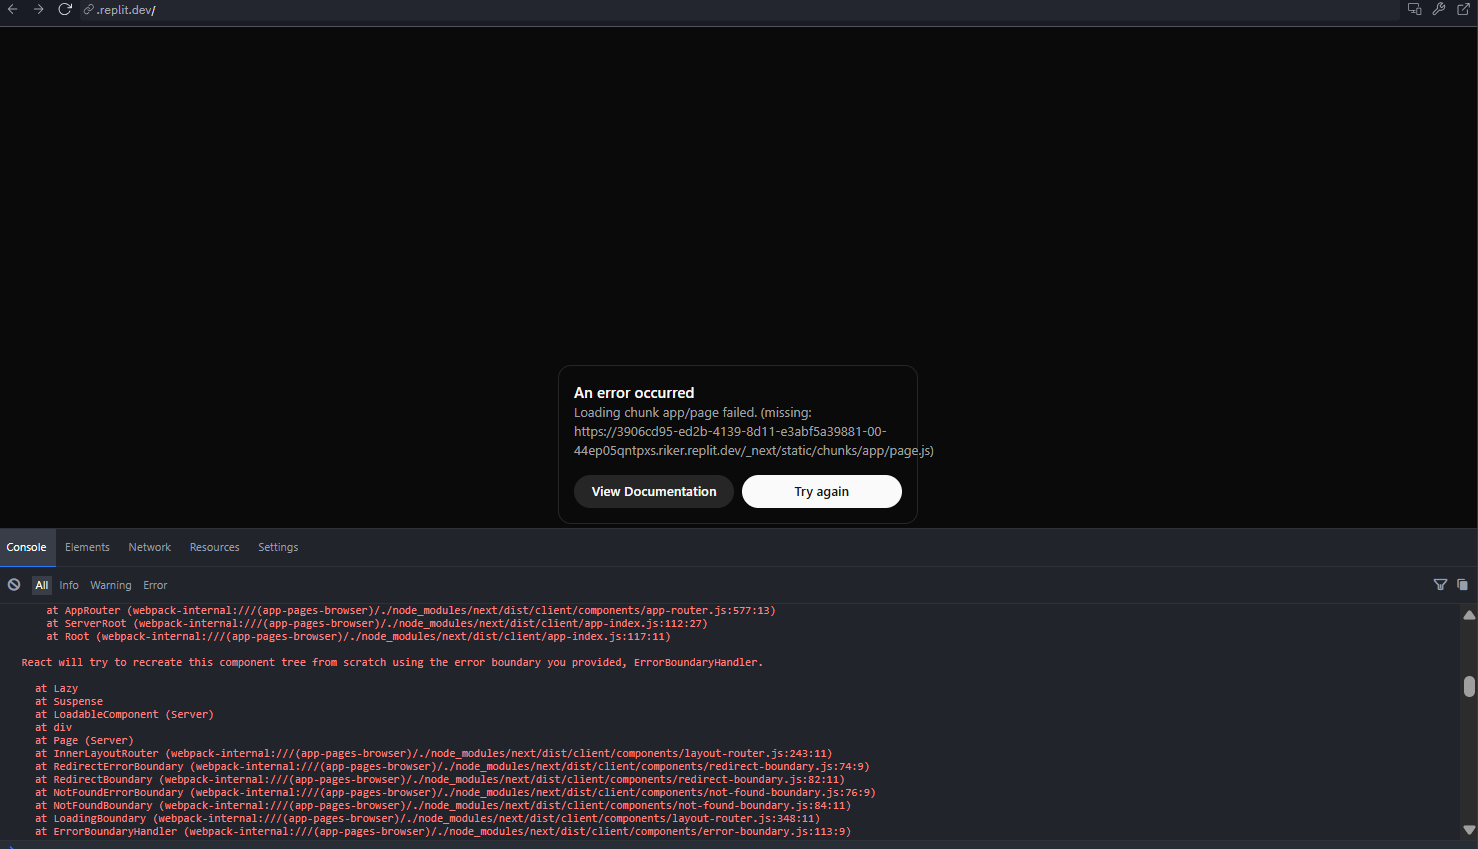 .replit.dev/
An error occurred
Loading chunk app/page failed. (missing:
https://3906cd95-ed2b-4139-8d11-e3abf5a39881-00-
44ep05qntpxs.riker.replit.dev/_next/static/chunks/app/page.js)
View Documentation Try again
Console Elements Network Resources Settings
All Info Warning Error
at AppRouter (webpack-internal:///(app-pages-browser)/./node_modules/next/dist/client/components/app-router.js:577:13)
at ServerRoot (webpack-internal:///(app-pages-browser)/./node_modules/next/dist/client/app-index.js:112:27)
at Root (webpack-internal:///(app-pages-browser)/./node_modules/next/dist/client/app-index.js:117:11)
React will try to recreate this component tree from scratch using the error boundary you provided, ErrorBoundaryHandler.
at Lazy
at Suspense
at LoadableComponent (Server)
at div
at Page (Server)
at InnerLayoutRouter (webpack-internal:///(app-pages-browser)/./node_modules/next/dist/client/components/layout-router.js:243:11)
at RedirectErrorBoundary (webpack-internal:///(app-pages-browser)/./node_modules/next/dist/client/components/redirect-boundary.js:74:9)
at RedirectBoundary (webpack-internal:///(app-pages-browser)/./node_modules/next/dist/client/components/redirect-boundary.js:82:11)
at NotFoundErrorBoundary (webpack-internal:///(app-pages-browser)/./node_modules/next/dist/client/components/not-found-boundary.js:76:9)
at NotFoundBoundary (webpack-internal:///(app-pages-browser)/./node_modules/next/dist/client/components/not-found-boundary.js:84:11)
at LoadingBoundary (webpack-internal:///(app-pages-browser)/./node_modules/next/dist/client/components/layout-router.js:348:11)
at ErrorBoundaryHandler (webpack-internal:///(app-pages-browser)/./node_modules/next/dist/client/components/error-boundary.js:113:9)